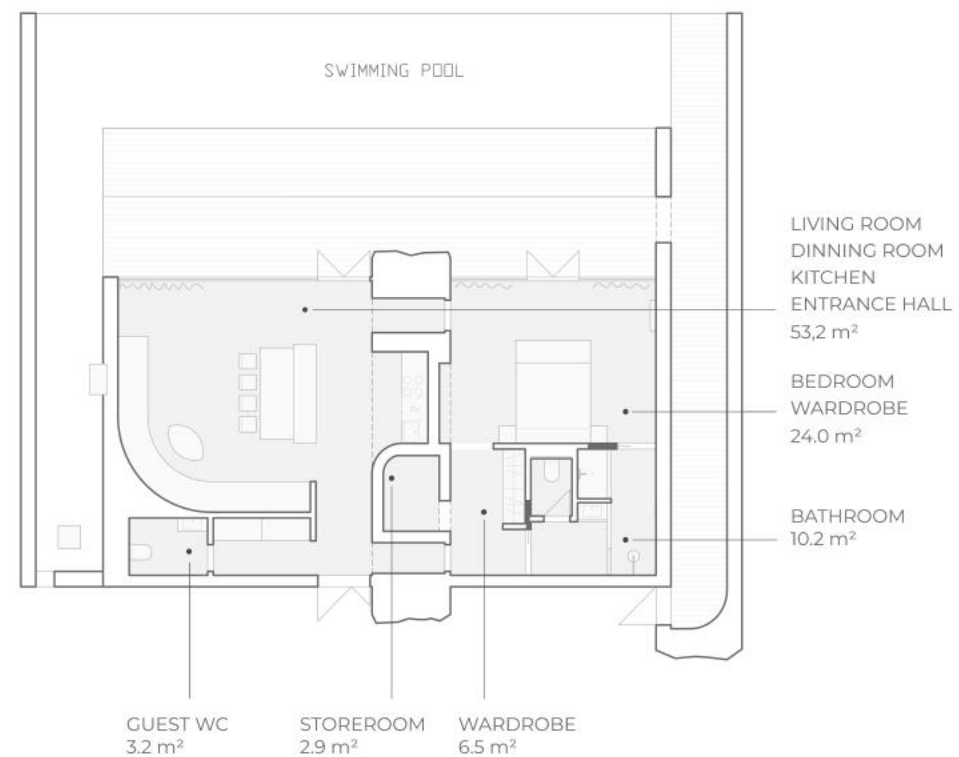 SWIMMING POOL
LIVING ROOM
DINNING ROOM
KITCHEN
ENTRANCE HALL
53,2 m²
BEDROOM
WARDROBE
24.0 m²
BATHROOM
10.2 m²
GUEST WC
3.2 m²
STOREROOM
2.9 m²
WARDROBE
6.5 m²